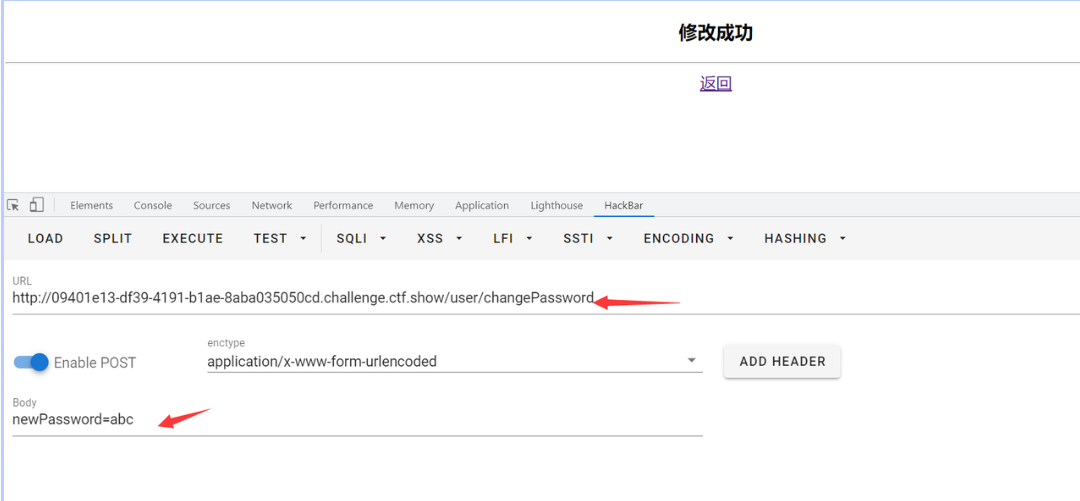 修改成功
返回
Elements Console Sources Network Performance Memory Application Lighthouse HackBar
LOAD SPLIT EXECUTE TEST SQLI XSS LFI SSTI ENCODING HASHING
URL
http://09401e13-df39-4191-b1ae-8aba035050cd.challenge.ctf.show/user/changePassword
enctype
Enable POST application/x-www-form-urlencoded ADD HEADER
Body
newPassword=abc